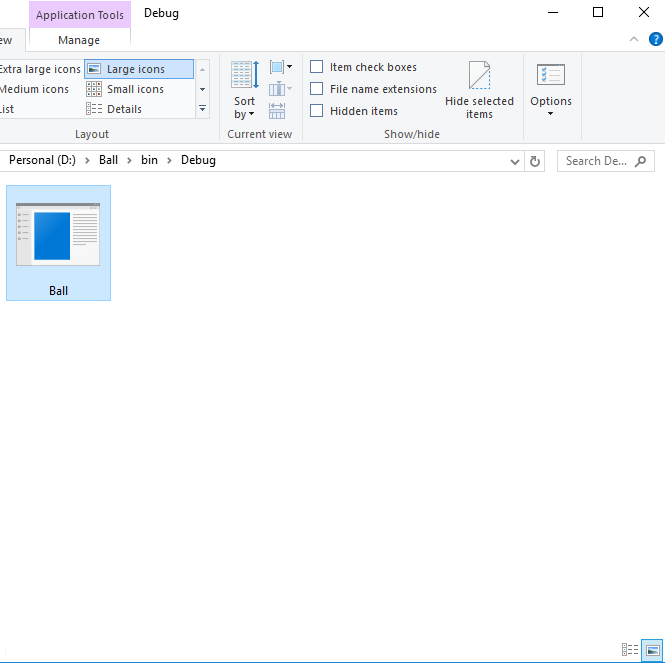 Application Tools Debug
ew Manage
Extra large icons Large icons Item check boxes
Medium icons Small icons Sort by File name extensions Hide selected items Options
List Details Hidden items
Layout Current view Show/hide
Personal (D:) > Ball > bin > Debug Search De...
Ball